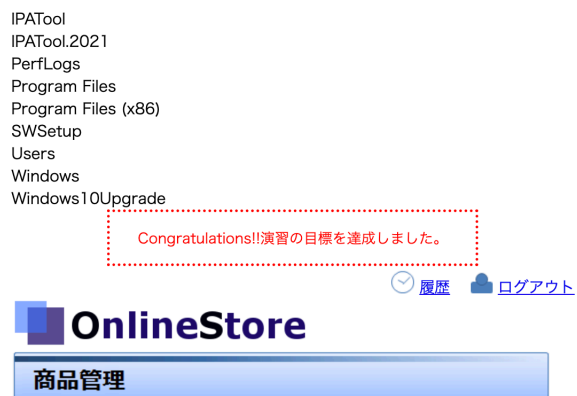 IPATool
IPATool.2021
PerfLogs
Program Files
Program Files (x86)
SWSetup
Users
Windows
Windows10Upgrade
Congratulations!!演習の目標を達成しました。
履歴 ログアウト
OnlineStore
商品管理